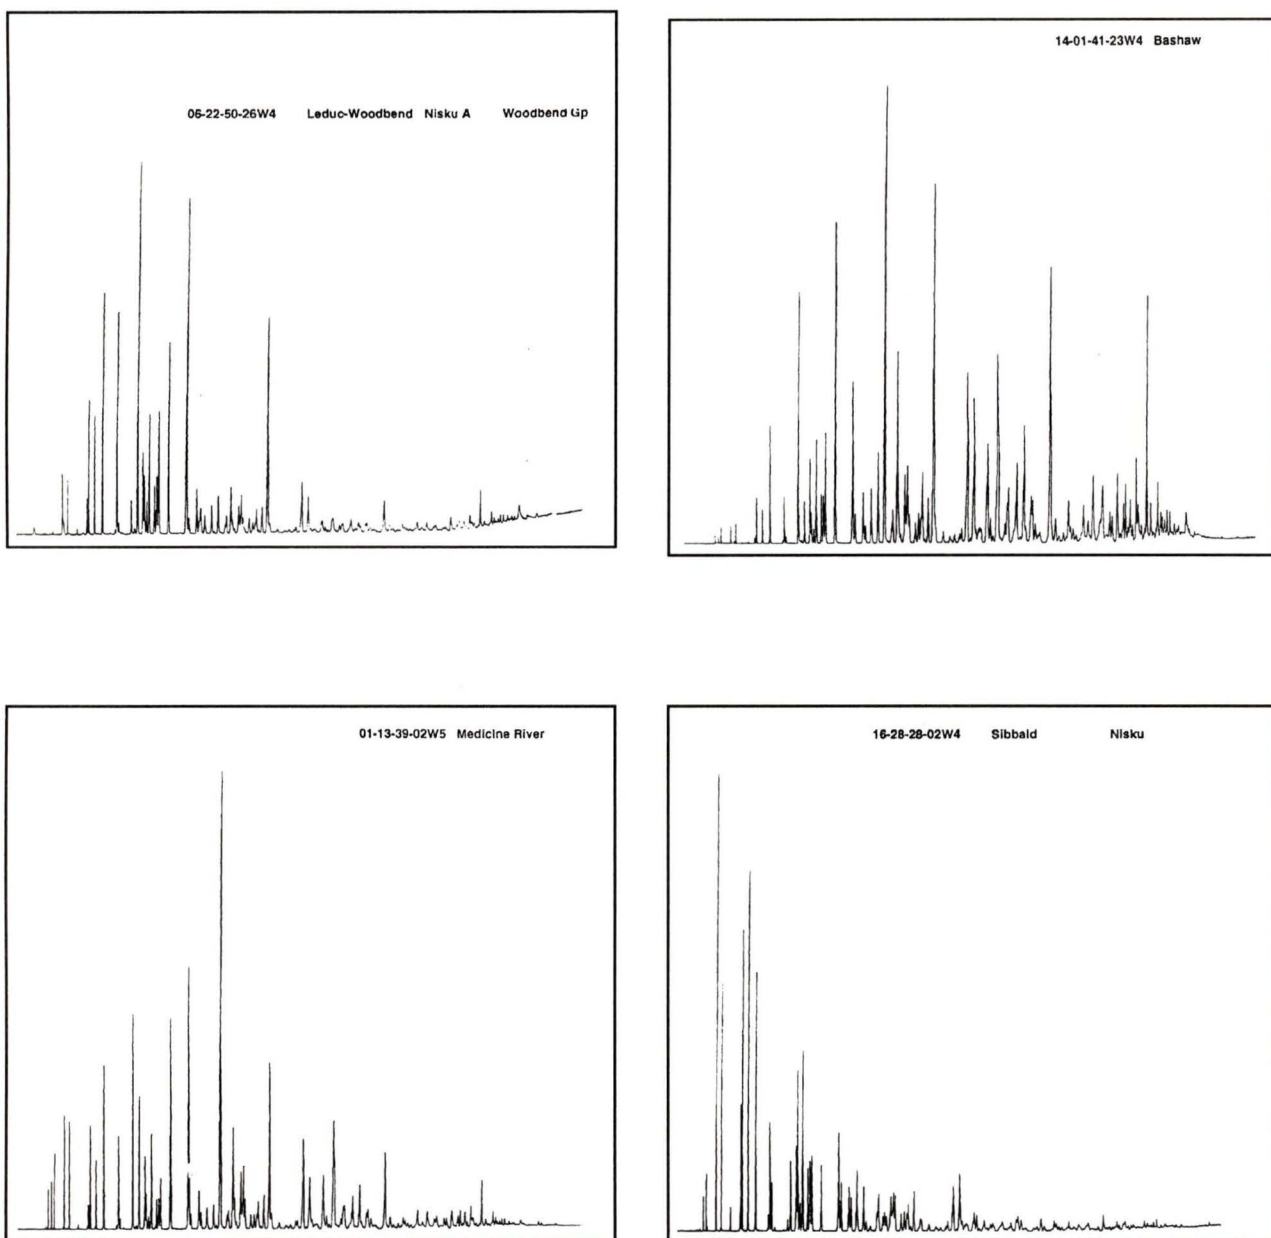 06-22-50-26W4 Leduc-Woodbend Nisku A Woodbend Gp
14-01-41-23W4 Bashaw
01-13-39-02W5 Medicine River
16-28-28-02W4 Sibbald Nisku